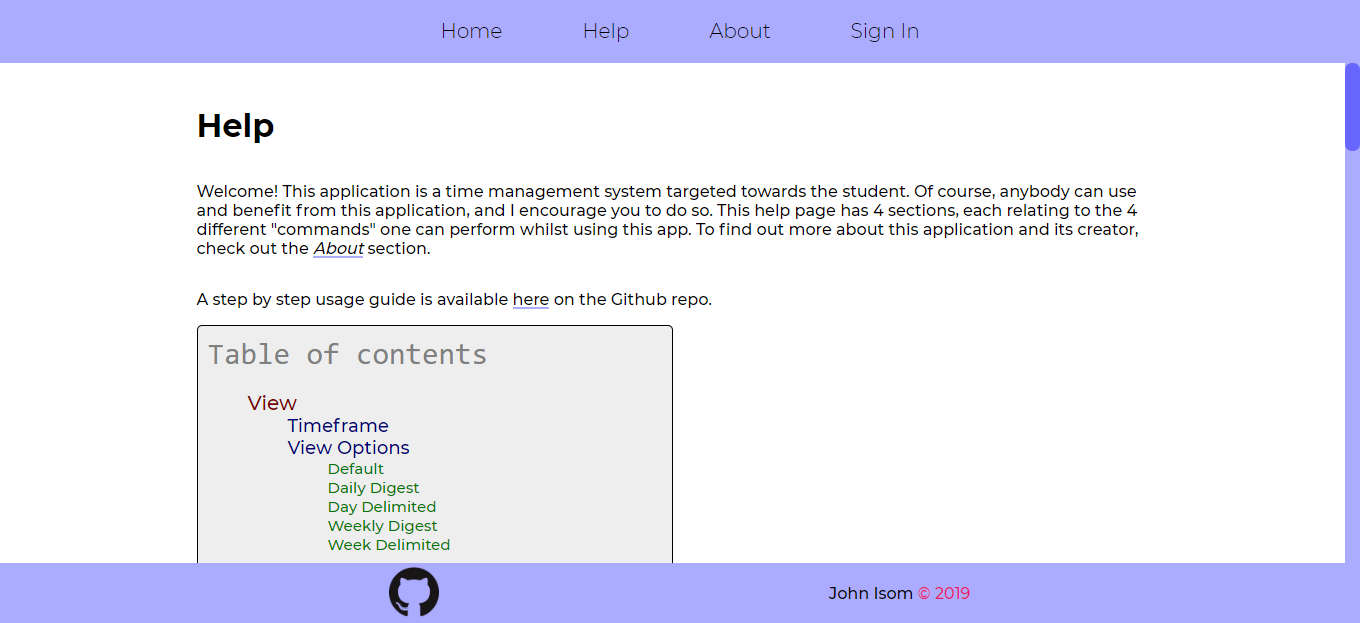 Home Help About Sign In
Help
Welcome! This application is a time management system targeted towards the student. Of course, anybody can use
and benefit from this application, and I encourage you to do so. This help page has 4 sections, each relating to the 4
different "commands" one can perform whilst using this app. To find out more about this application and its creator,
check out the About section.
A step by step usage guide is available here on the Github repo.
Table of contents
View
Timeframe
View Options
Default
Daily Digest
Day Delimited
Weekly Digest
Week Delimited
John Isom © 2019